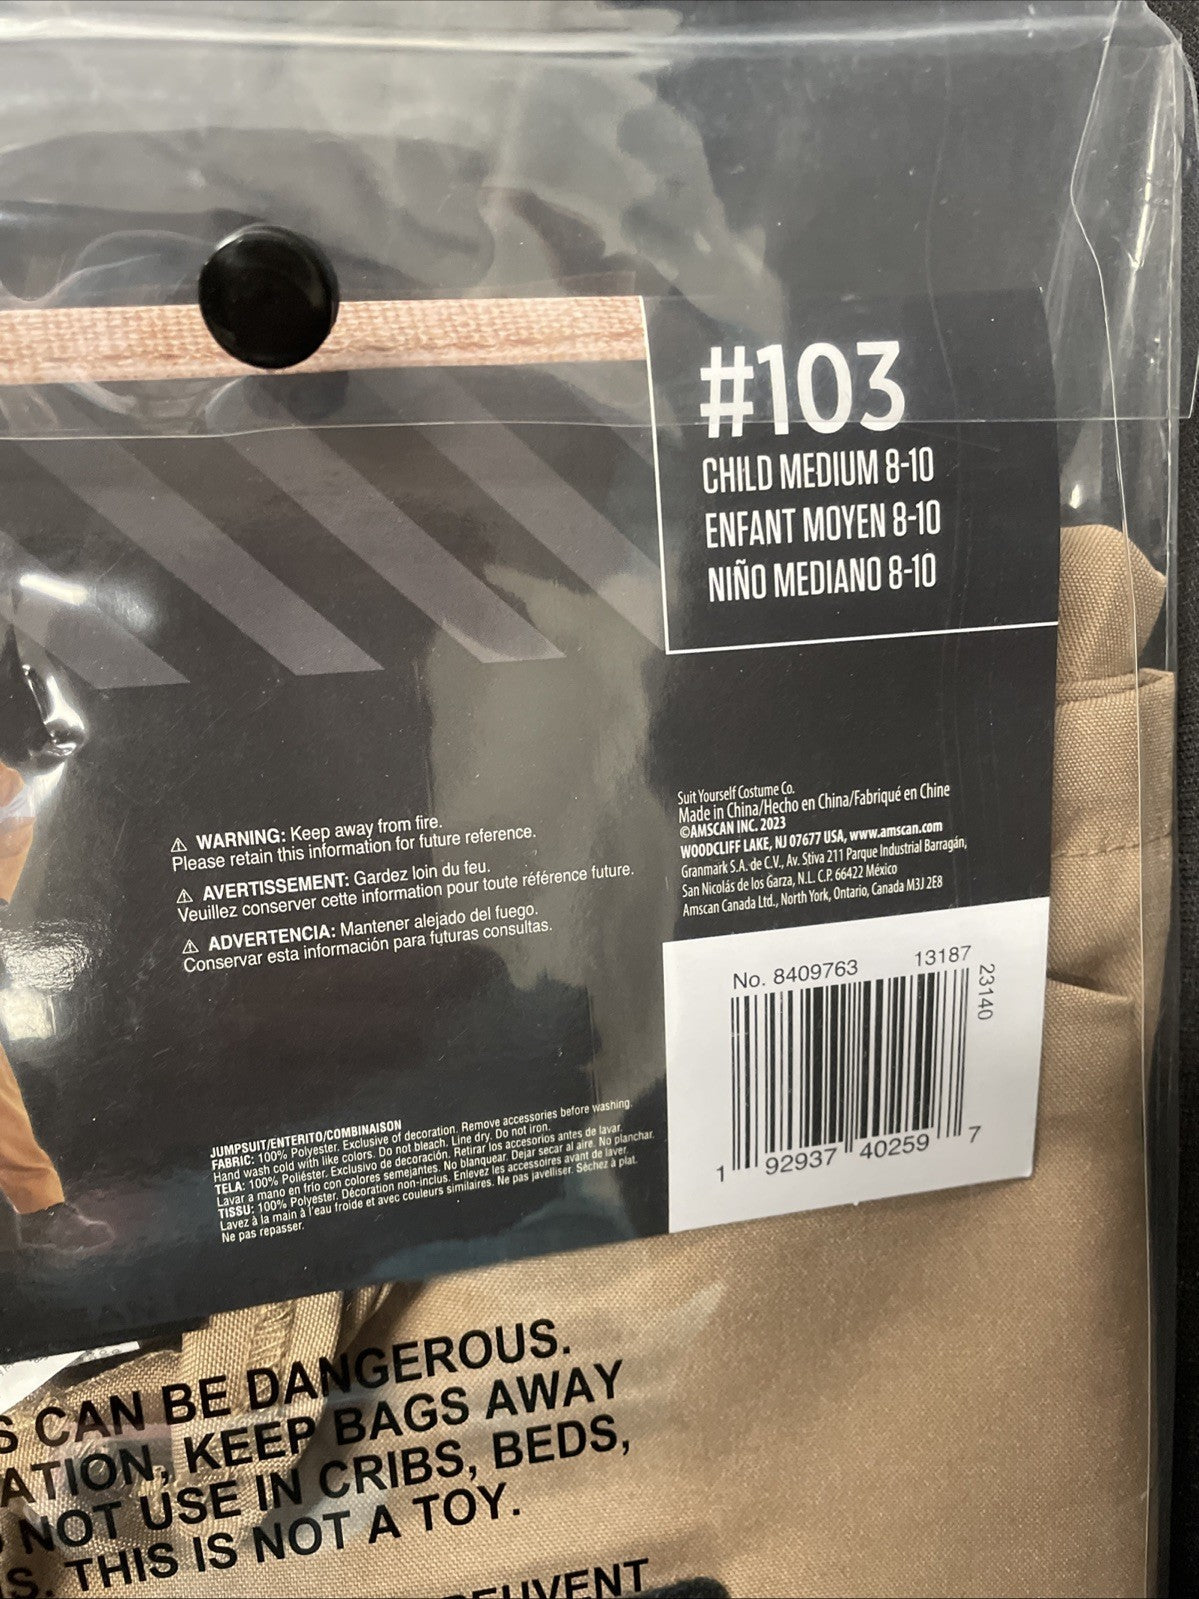 #103
CHILD MEDIUM 8-10
ENFANT MOYEN 8-10
NIÑO MEDIANO 8-10
⚠ WARNING: Keep away from fire.
Please retain this information for future reference.
⚠ AVERTISSEMENT: Gardez loin du feu.
Veuillez conserver cette information pour toute référence future.
⚠ ADVERTENCIA: Mantener alejado del fuego.
Conservar esta información para futuras consultas.
Suit Yourself Costume Co.
Made in China/Hecho en China/Fabriqué en Chine
©AMSCAN INC. 2023
WOODCLIFF LAKE, NJ 07677 USA, www.amscan.com
Granmark S.A. de C.V., Av. Stiva 211 Parque Industrial Barragán,
San Nicolás de los Garza, N.L. C.P. 66422 México
Amscan Canada Ltd., North York, Ontario, Canada M3J 2E8
No. 8409763 13187
23140
1 92937 40259 7
JUMPSUIT/ENTERITO/COMBINAISON
FABRIC: 100% Polyester. Exclusive of decoration. Remove accessories before washing.
Hand wash cold with like colors. Do not bleach. Line dry. Do not iron.
TELA: 100% Poliéster. Exclusivo de decoración. Retirar los accesorios antes de lavar.
Lavar a mano en frío con colores semejantes. No blanquear. Dejar secar al aire. No planchar.
TISSU: 100% Polyester. Décoration non-inclus. Enlevez les accessoires avant de laver.
Lavez à la main à l'eau froide et avec couleurs similaires. Ne pas javelliser. Séchez à plat.
Ne pas repasser.
S CAN BE DANGEROUS.
ATION, KEEP BAGS AWAY
NOT USE IN CRIBS, BEDS,
S. THIS IS NOT A TOY.
PEUVENT